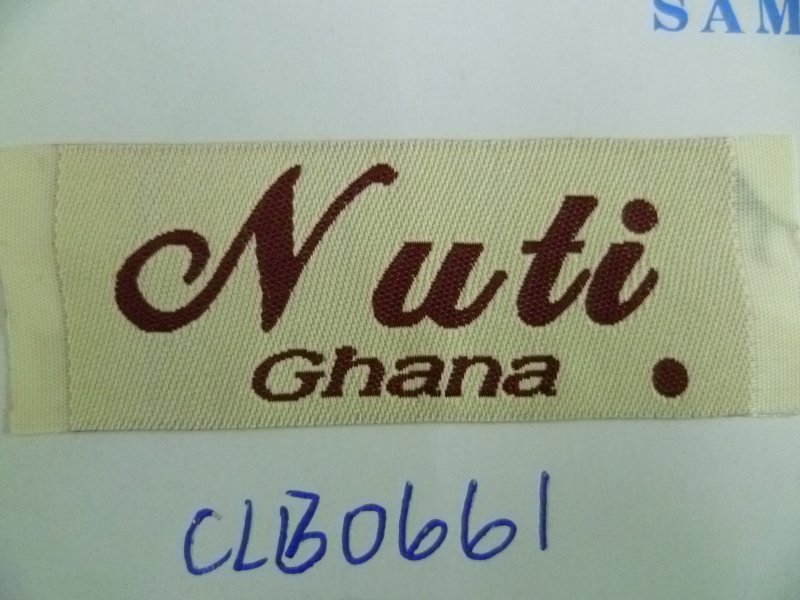 SAM
Nuti.
Ghana
CLB0661